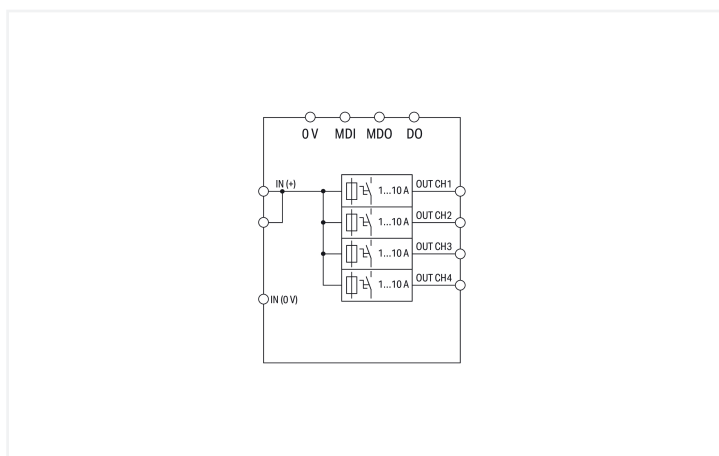 0 V MDI MDO DO
IN (+)
1...10 A OUT CH1
1...10 A OUT CH2
1...10 A OUT CH3
1...10 A OUT CH4
IN (0 V)